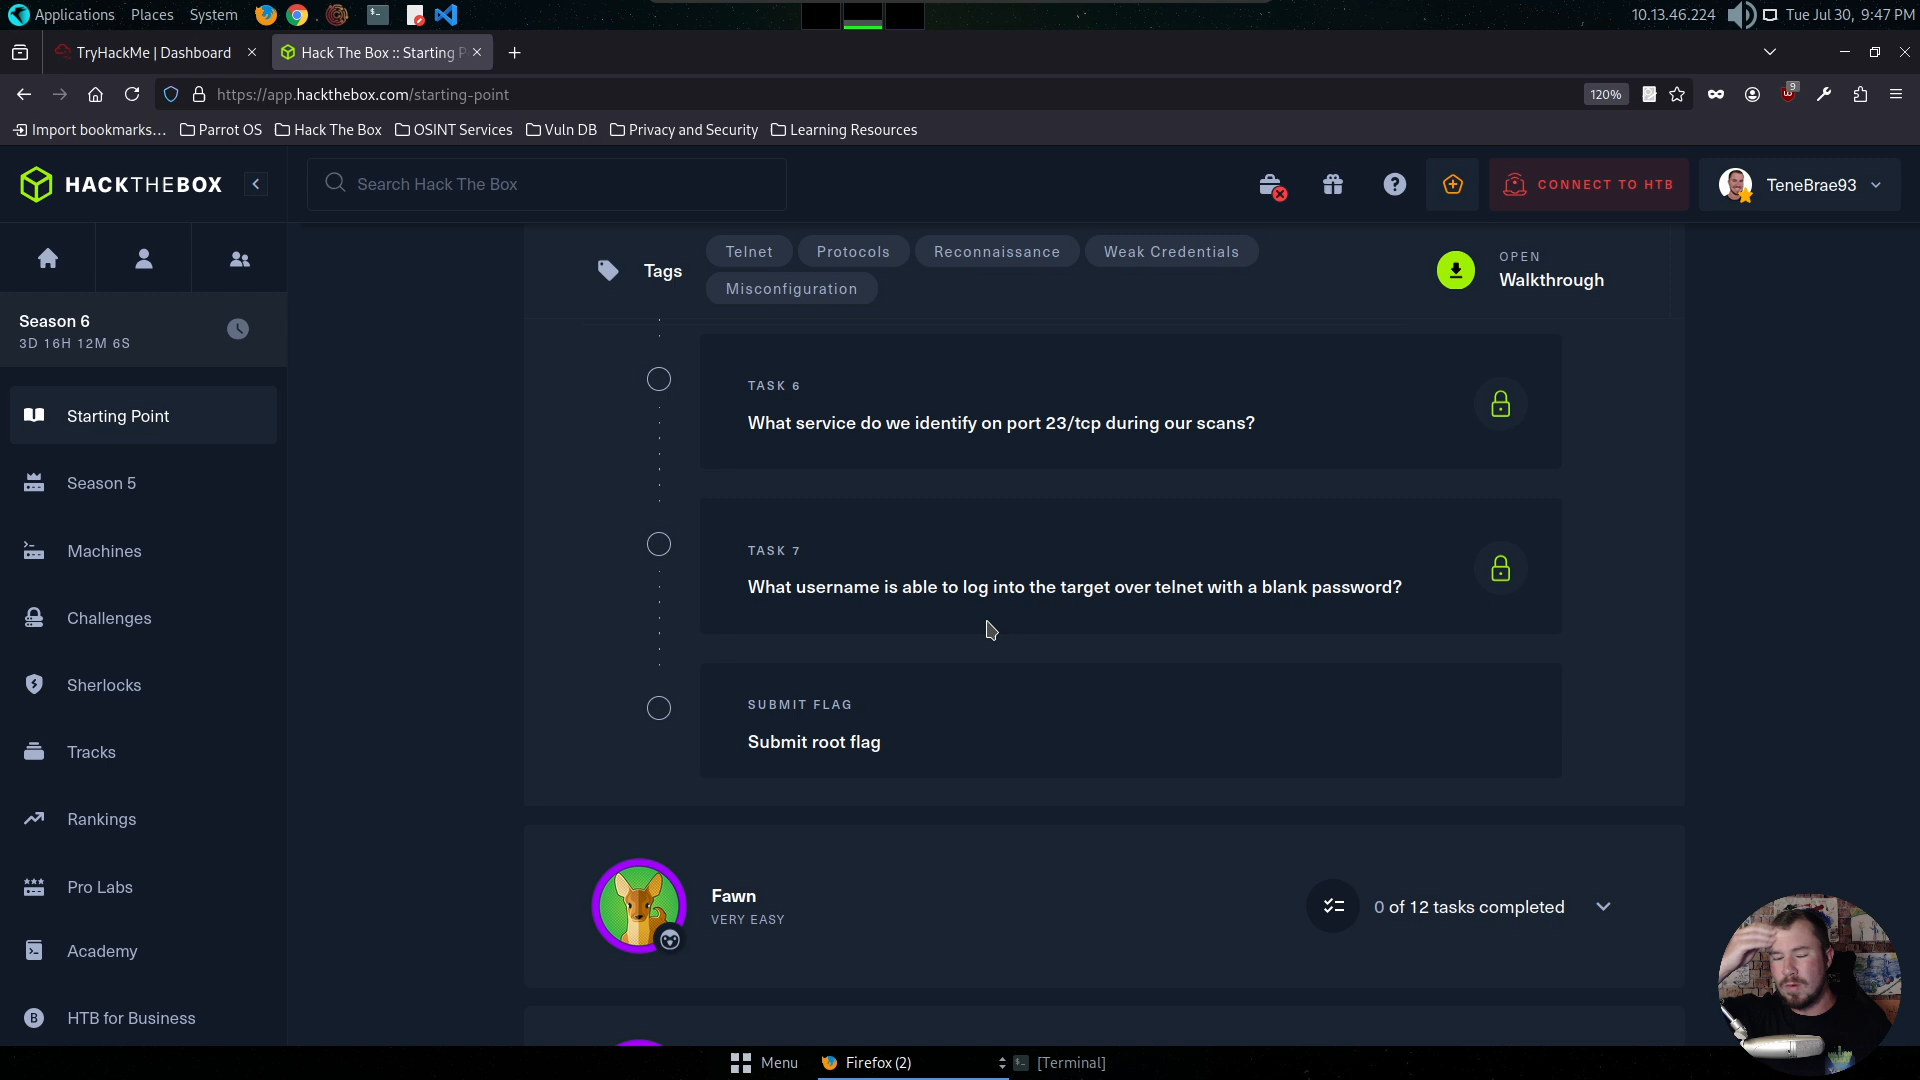 Applications Places System
10.13.46.224 Tue Jul 30, 9:47 PM
TryHackMe | Dashboard
Hack The Box :: Starting P
https://app.hackthebox.com/starting-point
120%
9
Import bookmarks... Parrot OS Hack The Box OSINT Services Vuln DB Privacy and Security Learning Resources
HACKTHEBOX
Search Hack The Box
CONNECT TO HTB
TeneBrae93
Season 6
3D 16H 12M 6S
Starting Point
Season 5
Machines
Challenges
Sherlocks
Tracks
Rankings
Pro Labs
Academy
HTB for Business
Tags
Telnet Protocols Reconnaissance Weak Credentials
Misconfiguration
OPEN
Walkthrough
TASK 6
What service do we identify on port 23/tcp during our scans?
TASK 7
What username is able to log into the target over telnet with a blank password?
SUBMIT FLAG
Submit root flag
Fawn
VERY EASY
0 of 12 tasks completed
Menu Firefox (2) [Terminal]